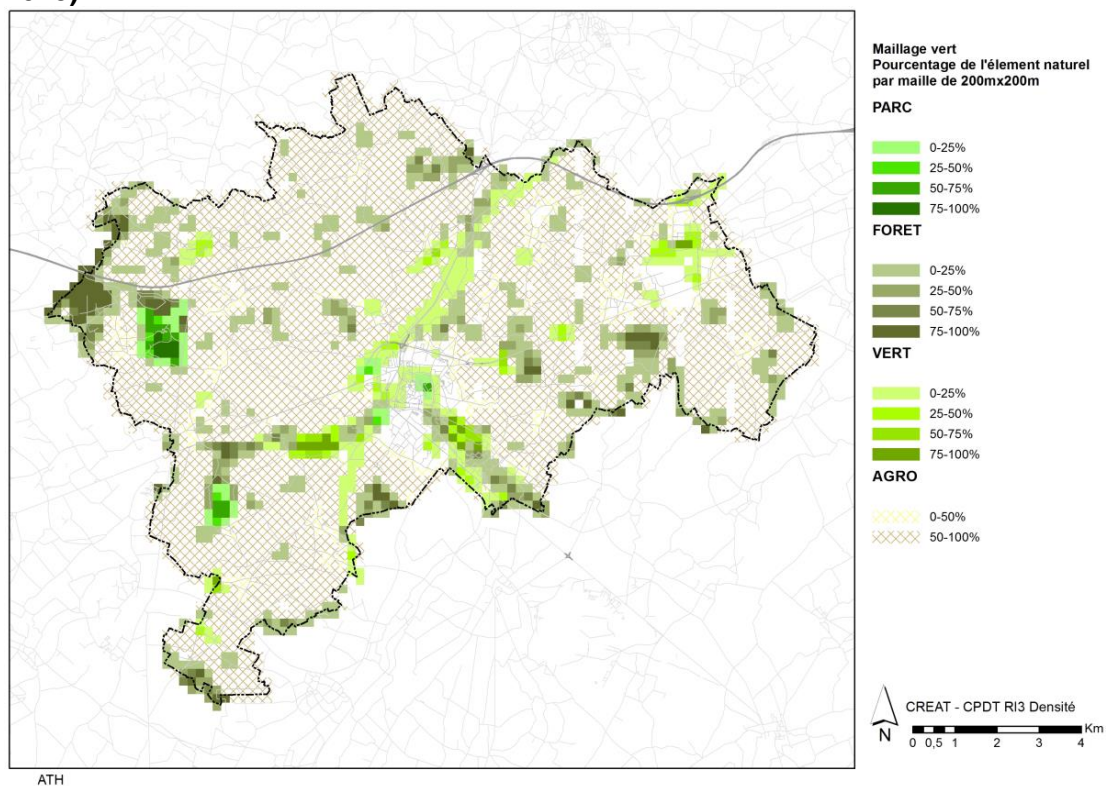 Maillage vert
Pourcentage de l'élement naturel
par maille de 200mx200m
PARC
0-25%
25-50%
50-75%
75-100%
FORET
0-25%
25-50%
50-75%
75-100%
VERT
0-25%
25-50%
50-75%
75-100%
AGRO
0-50%
50-100%
CREAT - CPDT RI3 Densité
Km
N
0 0,5 1 2 3 4
ATH